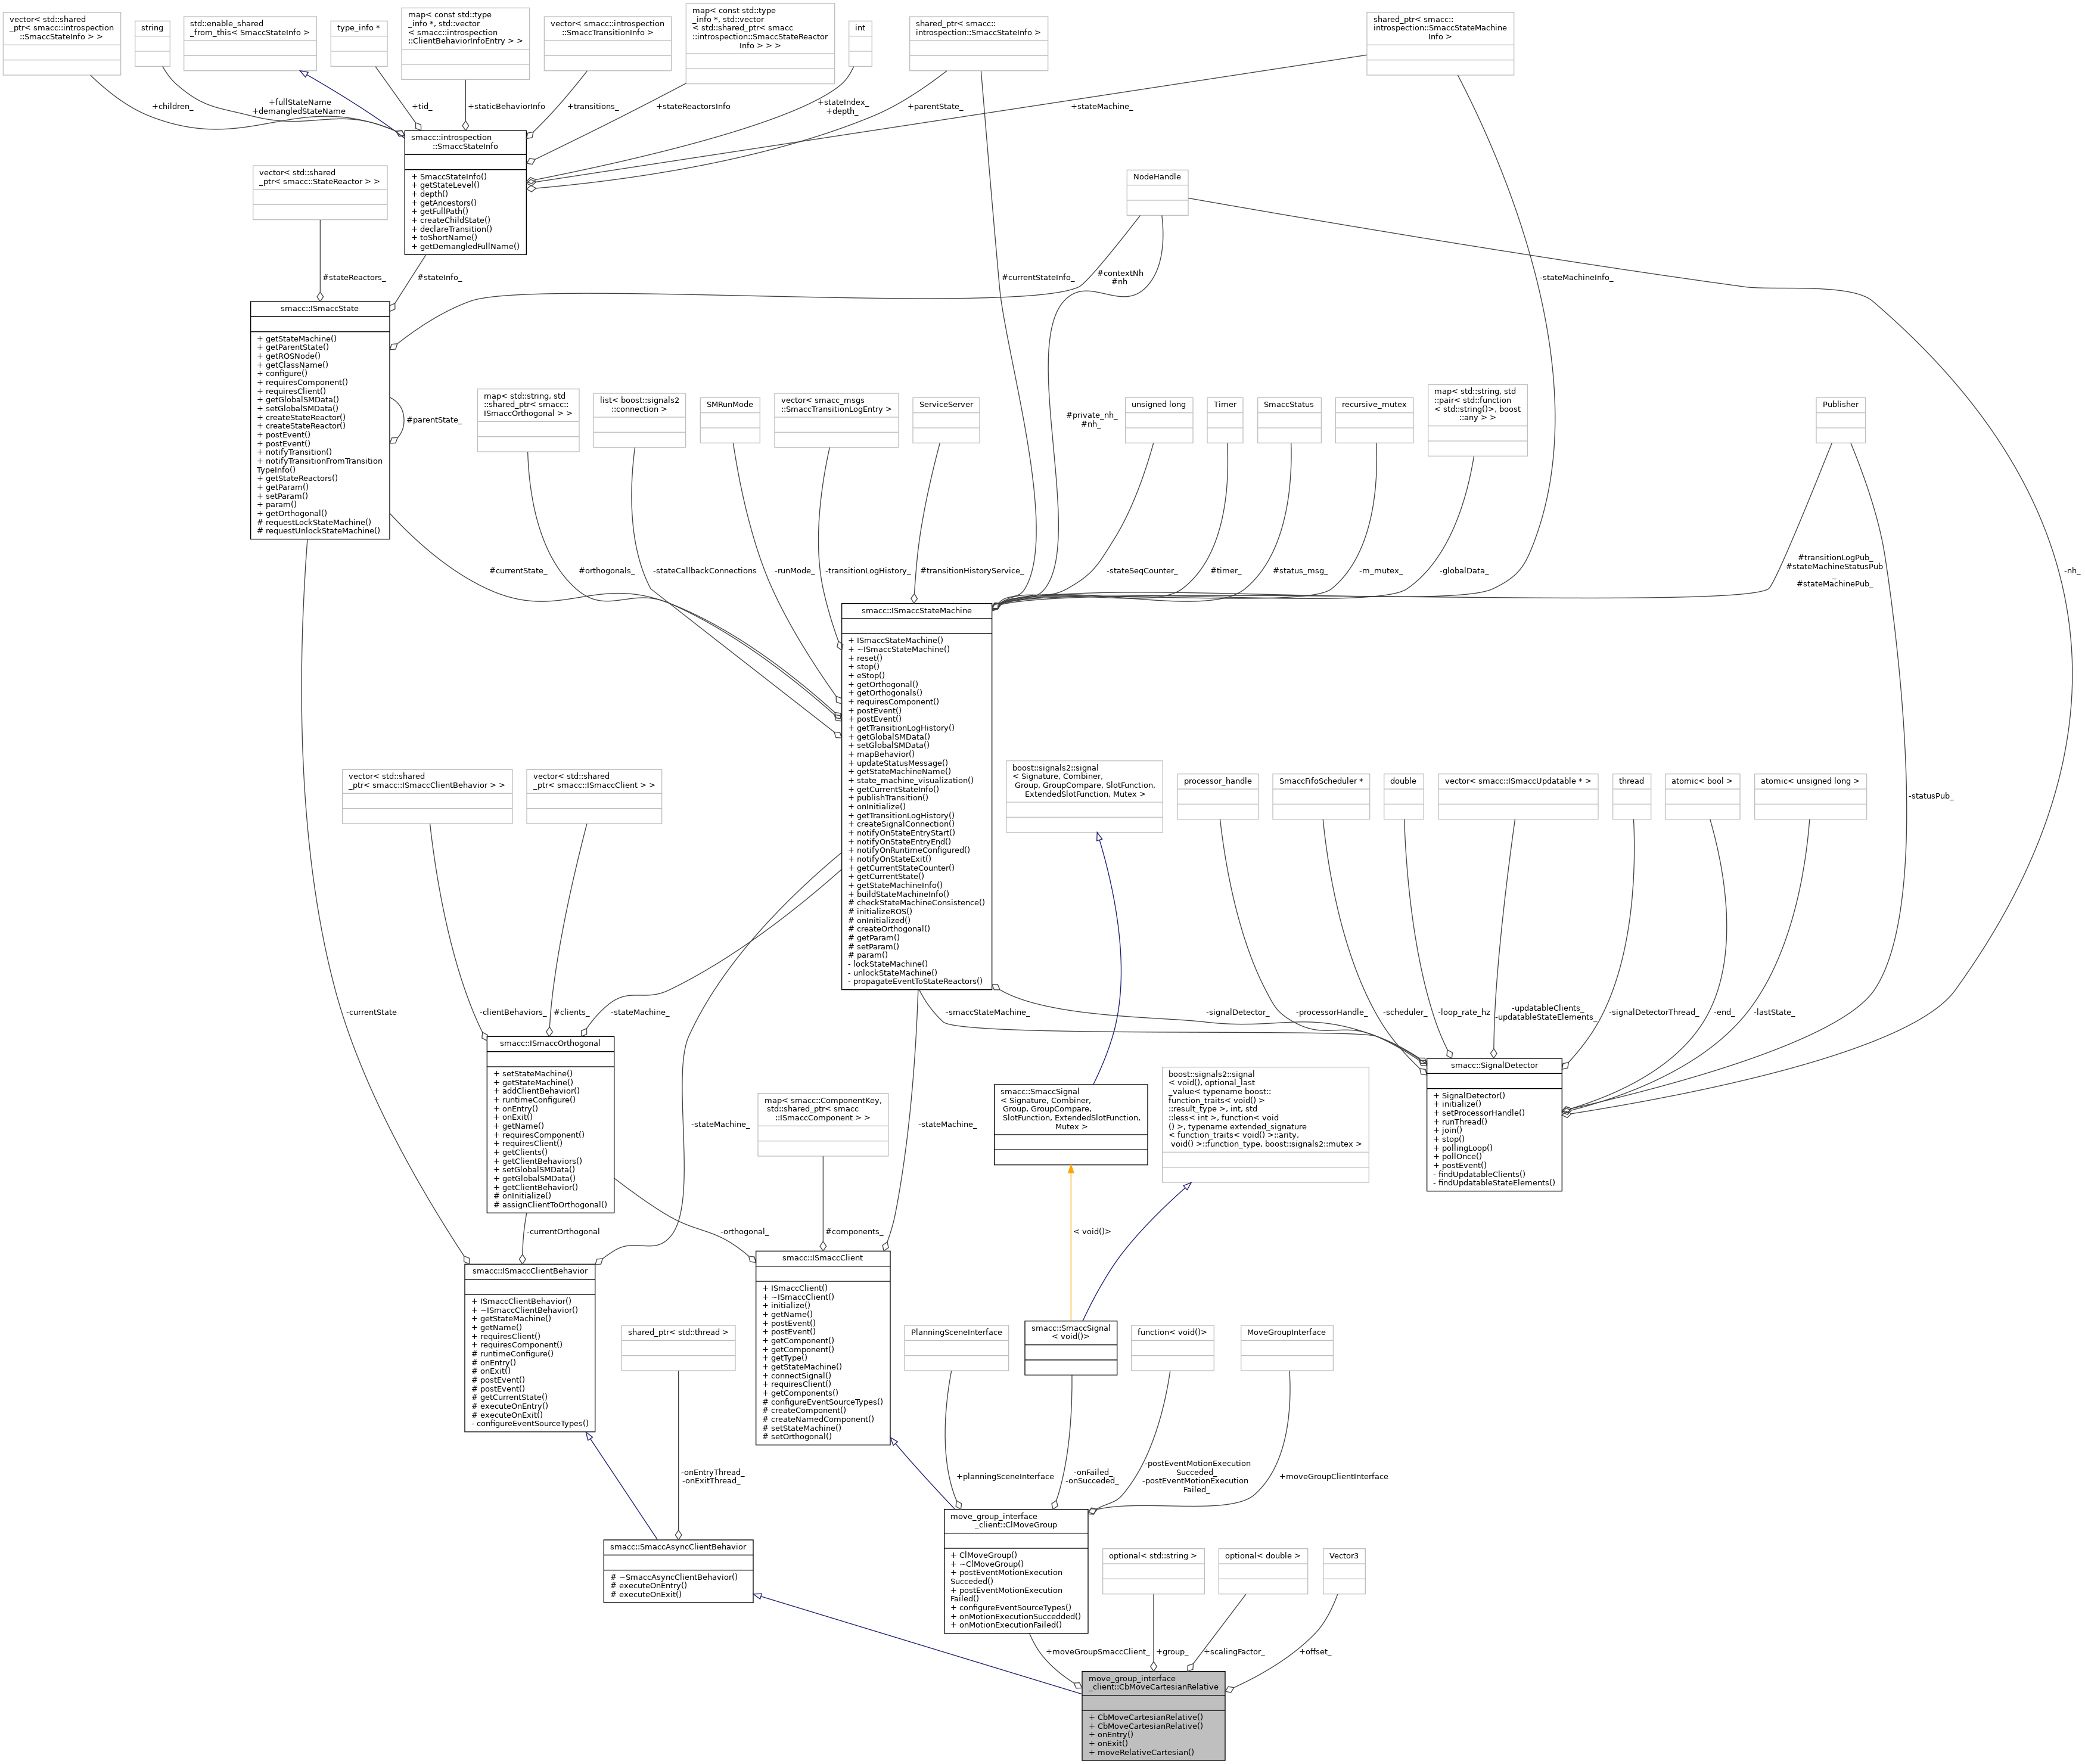 vector< std::shared
_ptr< smacc::introspection
::SmaccStateInfo > >
string
std::enable_shared
_from_this< SmaccStateInfo >
type_info *
map< const std::type
_info *, std::vector
< smacc::introspection
::ClientBehaviorInfoEntry > >
vector< smacc::introspection
::SmaccTransitionInfo >
map< const std::type
_info *, std::vector
< std::shared_ptr< smacc
::introspection::SmaccStateReactor
Info > > >
int
shared_ptr< smacc::
introspection::SmaccStateInfo >
shared_ptr< smacc::
introspection::SmaccStateMachine
Info >
+children_
+fullStateName
+demangledStateName
+tid_
+staticBehaviorInfo
+transitions_
+stateReactorsInfo
+stateIndex_
+depth_
+parentState_
+stateMachine_
smacc::introspection
::SmaccStateInfo
+ SmaccStateInfo()
+ getStateLevel()
+ depth()
+ getAncestors()
+ getFullPath()
+ createChildState()
+ declareTransition()
+ toShortName()
+ getDemangledFullName()
vector< std::shared
_ptr< smacc::StateReactor > >
NodeHandle
#stateReactors_
#stateInfo_
#contextNh
#nh
#currentStateInfo_
-stateMachineInfo_
smacc::ISmaccState
+ getStateMachine()
+ getParentState()
+ getROSNode()
+ getClassName()
+ configure()
+ requiresComponent()
+ requiresClient()
+ getGlobalSMData()
+ setGlobalSMData()
+ createStateReactor()
+ createStateReactor()
+ postEvent()
+ postEvent()
+ notifyTransition()
+ notifyTransitionFromTransition
TypeInfo()
+ getStateReactors()
+ getParam()
+ setParam()
+ param()
+ getOrthogonal()
# requestLockStateMachine()
# requestUnlockStateMachine()
#parentState_
map< std::string, std
::shared_ptr< smacc::
ISmaccOrthogonal > >
list< boost::signals2
::connection >
SMRunMode
vector< smacc_msgs
::SmaccTransitionLogEntry >
ServiceServer
#private_nh_
#nh_
unsigned long
Timer
SmaccStatus
recursive_mutex
map< std::string, std
::pair< std::function
< std::string()>, boost
::any > >
Publisher
#currentState_
#orthogonals_
-stateCallbackConnections
-runMode_
-transitionLogHistory_
#transitionHistoryService_
-stateSeqCounter_
#timer_
#status_msg_
-m_mutex_
-globalData_
#transitionLogPub_
#stateMachineStatusPub
_
#stateMachinePub_
-nh_
smacc::ISmaccStateMachine
+ ISmaccStateMachine()
+ ~ISmaccStateMachine()
+ reset()
+ stop()
+ eStop()
+ getOrthogonal()
+ getOrthogonals()
+ requiresComponent()
+ postEvent()
+ postEvent()
+ getTransitionLogHistory()
+ getGlobalSMData()
+ setGlobalSMData()
+ mapBehavior()
+ updateStatusMessage()
+ getStateMachineName()
+ state_machine_visualization()
+ getCurrentStateInfo()
+ publishTransition()
+ onInitialize()
+ getTransitionLogHistory()
+ createSignalConnection()
+ notifyOnStateEntryStart()
+ notifyOnStateEntryEnd()
+ notifyOnRuntimeConfigured()
+ notifyOnStateExit()
+ getCurrentStateCounter()
+ getCurrentState()
+ getStateMachineInfo()
+ buildStateMachineInfo()
# checkStateMachineConsistence()
# initializeROS()
# onInitialized()
# createOrthogonal()
# getParam()
# setParam()
# param()
- lockStateMachine()
- unlockStateMachine()
- propagateEventToStateReactors()
vector< std::shared
_ptr< smacc::ISmaccClientBehavior > >
vector< std::shared
_ptr< smacc::ISmaccClient > >
boost::signals2::signal
< Signature, Combiner,
Group, GroupCompare, SlotFunction,
ExtendedSlotFunction, Mutex >
processor_handle
SmaccFifoScheduler *
double
vector< smacc::ISmaccUpdatable * >
thread
atomic< bool >
atomic< unsigned long >
-statusPub_
-currentState
-clientBehaviors_
#clients_
-stateMachine_
-smaccStateMachine_
-signalDetector_
-processorHandle_
-scheduler_
-loop_rate_hz
-updatableClients_
-updatableStateElements_
-signalDetectorThread_
-end_
-lastState_
smacc::ISmaccOrthogonal
+ setStateMachine()
+ getStateMachine()
+ addClientBehavior()
+ runtimeConfigure()
+ onEntry()
+ onExit()
+ getName()
+ requiresComponent()
+ requiresClient()
+ getClients()
+ getClientBehaviors()
+ setGlobalSMData()
+ getGlobalSMData()
+ getClientBehavior()
# onInitialize()
# assignClientToOrthogonal()
smacc::SignalDetector
+ SignalDetector()
+ initialize()
+ setProcessorHandle()
+ runThread()
+ join()
+ stop()
+ pollingLoop()
+ pollOnce()
+ postEvent()
- findUpdatableClients()
- findUpdatableStateElements()
map< smacc::ComponentKey,
std::shared_ptr< smacc
::ISmaccComponent > >
smacc::SmaccSignal
< Signature, Combiner,
Group, GroupCompare,
SlotFunction, ExtendedSlotFunction,
Mutex >
boost::signals2::signal
< void(), optional_last
_value< typename boost::
function_traits< void() >
::result_type >, int, std
::less< int >, function< void
() >, typename extended_signature
< function_traits< void() >::arity,
void() >::function_type, boost::signals2::mutex >
-stateMachine_
-stateMachine_
-currentOrthogonal
-orthogonal_
#components_
< void()>
smacc::ISmaccClientBehavior
+ ISmaccClientBehavior()
+ ~ISmaccClientBehavior()
+ getStateMachine()
+ getName()
+ requiresClient()
+ requiresComponent()
# runtimeConfigure()
# onEntry()
# onExit()
# postEvent()
# postEvent()
# getCurrentState()
# executeOnEntry()
# executeOnExit()
- configureEventSourceTypes()
smacc::ISmaccClient
+ ISmaccClient()
+ ~ISmaccClient()
+ initialize()
+ getName()
+ postEvent()
+ postEvent()
+ getComponent()
+ getComponent()
+ getType()
+ getStateMachine()
+ connectSignal()
+ requiresClient()
+ getComponents()
# configureEventSourceTypes()
# createComponent()
# createNamedComponent()
# setStateMachine()
# setOrthogonal()
shared_ptr< std::thread >
PlanningSceneInterface
smacc::SmaccSignal
< void()>
function< void()>
MoveGroupInterface
-onEntryThread_
-onExitThread_
+planningSceneInterface
-onFailed_
-onSucceded_
-postEventMotionExecution
Succeded_
-postEventMotionExecution
Failed_
+moveGroupClientInterface
smacc::SmaccAsyncClientBehavior
# ~SmaccAsyncClientBehavior()
# executeOnEntry()
# executeOnExit()
move_group_interface
_client::ClMoveGroup
+ ClMoveGroup()
+ ~ClMoveGroup()
+ postEventMotionExecution
Succeded()
+ postEventMotionExecution
Failed()
+ configureEventSourceTypes()
+ onMotionExecutionSuccedded()
+ onMotionExecutionFailed()
optional< std::string >
optional< double >
Vector3
+moveGroupSmaccClient_
+group_
+scalingFactor_
+offset_
move_group_interface
_client::CbMoveCartesianRelative
+ CbMoveCartesianRelative()
+ CbMoveCartesianRelative()
+ onEntry()
+ onExit()
+ moveRelativeCartesian()